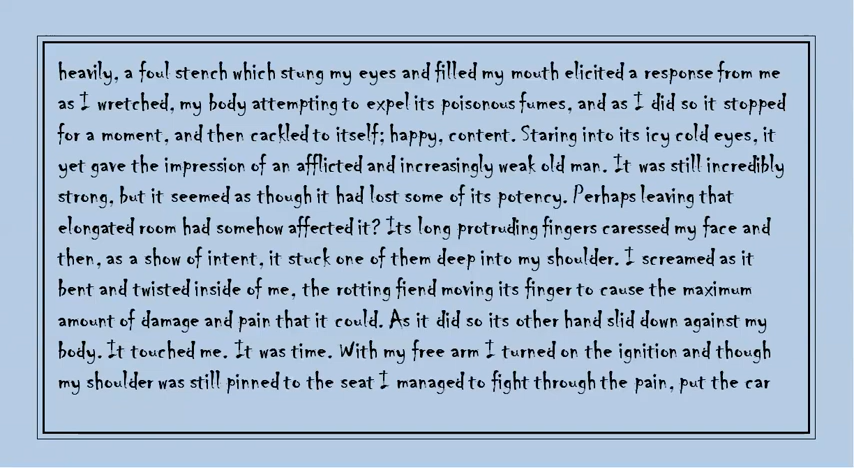 heavily, a foul stench which stung my eyes and filled my mouth elicited a response from me
as I wretched, my body attempting to expel its poisonous fumes, and as I did so it stopped
for a moment, and then cackled to itself; happy, content. Staring into its icy cold eyes, it
yet gave the impression of an afflicted and increasingly weak old man. It was still incredibly
strong, but it seemed as though it had lost some of its potency. Perhaps leaving that
elongated room had somehow affected it? Its long protruding fingers caressed my face and
then, as a show of intent, it stuck one of them deep into my shoulder. I screamed as it
bent and twisted inside of me, the rotting fiend moving its finger to cause the maximum
amount of damage and pain that it could. As it did so its other hand slid down against my
body. It touched me. It was time. With my free arm I turned on the ignition and though
my shoulder was still pinned to the seat I managed to fight through the pain, put the car